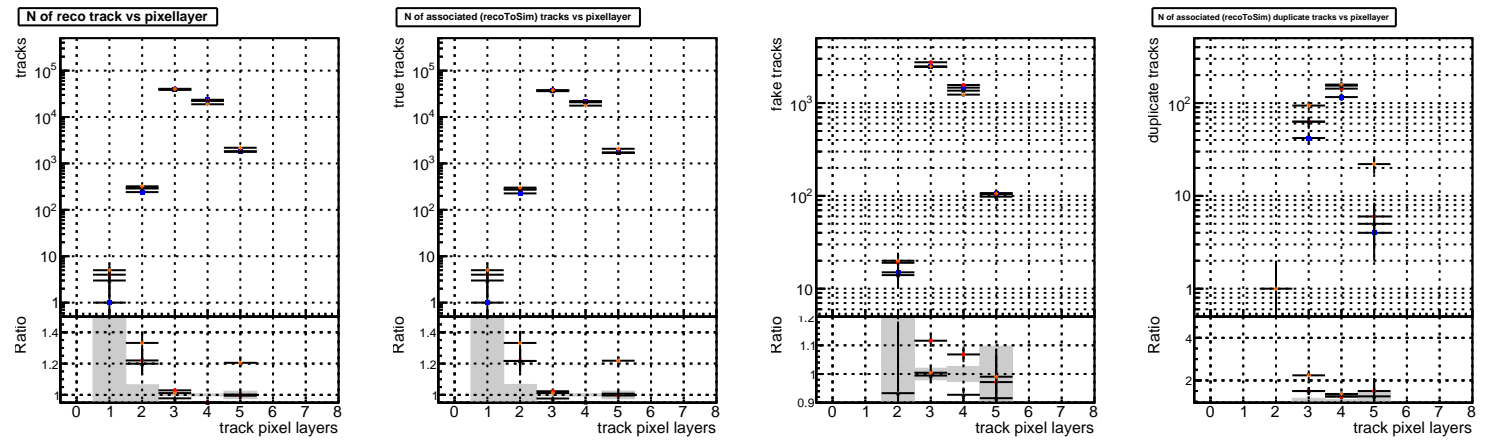 N of reco track vs pixellayer
tracks
10^5
10^4
10^3
10^2
10
1
Ratio
1.4
1.2
1
0 1 2 3 4 5 6 7 8
track pixel layers
N of associated (recoToSim) tracks vs pixellayer
true tracks
10^5
10^4
10^3
10^2
10
1
Ratio
1.4
1.2
1
0 1 2 3 4 5 6 7 8
track pixel layers
fake tracks
10^3
10^2
10
Ratio
1.2
1.1
1
0.9
0 1 2 3 4 5 6 7 8
track pixel layers
N of associated (recoToSim) duplicate tracks vs pixellayer
duplicate tracks
10^2
10
1
Ratio
4
2
0 1 2 3 4 5 6 7 8
track pixel layers